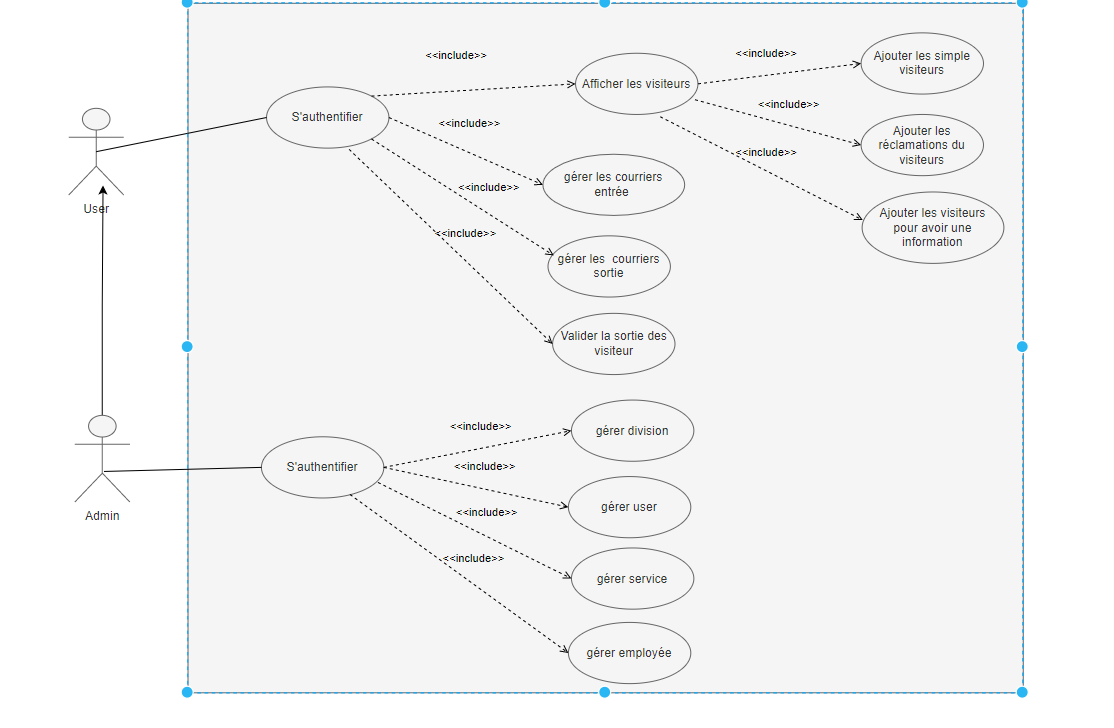 <<include>>
<<include>>
Afficher les visiteurs
Ajouter les simple
visiteurs
S'authentifier
<<include>>
<<include>>
Ajouter les
réclamations du
visiteurs
<<include>>
gérer les courriers
entrée
<<include>>
User
Ajouter les visiteurs
pour avoir une
information
<<include>>
gérer les  courriers
sortie
Valider la sortie des
visiteur
<<include>>
gérer division
S'authentifier
<<include>>
gérer user
Admin
<<include>>
<<include>>
gérer service
gérer employée